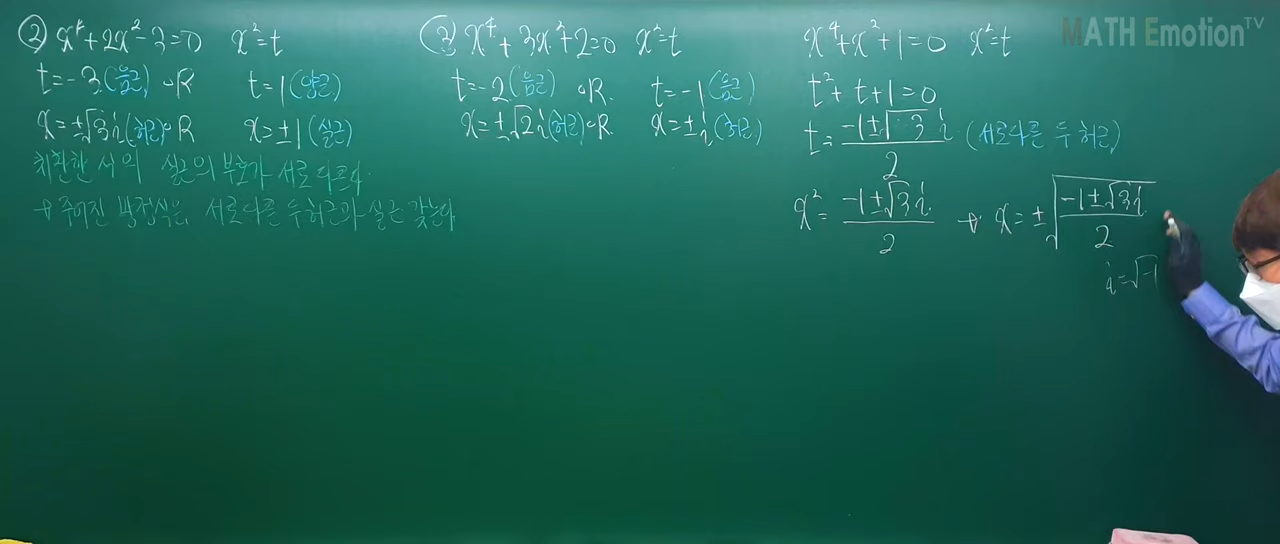 ② x⁴+2x²-3=0 x²=t
t=-3(음근) or t=1(양근)
x=±√3i(허근) or x=±1(실근)
치환한 식의 실근의 부호가 서로 다르다.
→ 주어진 방정식은 서로 다른 두 허근과 실근 갖는다
③ x⁴+3x²+2=0 x²=t
t=-2(음근) or t=-1(음근)
x=±√2i(허근) or x=±i(허근)
x⁴+x²+1=0 x²=t
t²+t+1=0
t=(-1±√3 i)/2 (서로다른 두 허근)
x²=(-1±√3i)/2 → x=±√((-1±√3i)/2)
i=√-1
MATH Emotion TV